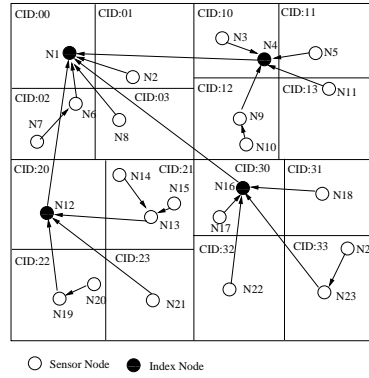 CID:00 CID:01 CID:10 CID:11
N3 N4 N5
N1
N2
CID:02 CID:03 CID:12 CID:13
N6 N11
N7 N8 N9
N10
CID:20 CID:21 CID:30 CID:31
N14 N15 N16
N12 N18
N13 N17
CID:22 CID:23 CID:32 CID:33
N2
N20 N21 N22 N23
N19
Sensor Node Index Node